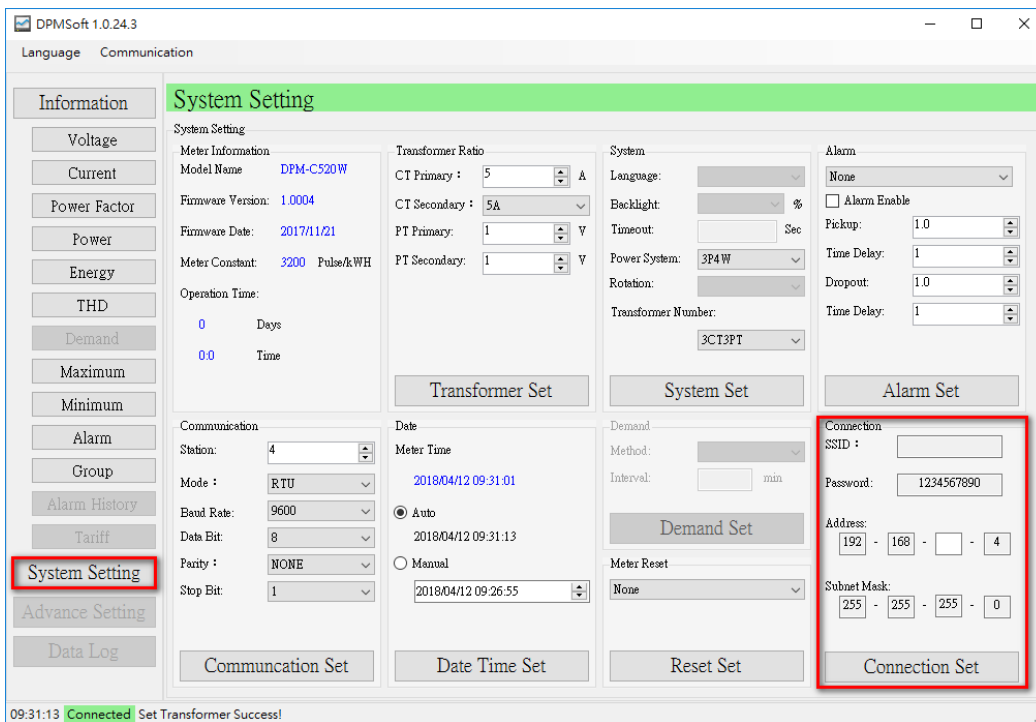 DPMSoft 1.0.24.3
Language Communication
Information
Voltage
Current
Power Factor
Power
Energy
THD
Demand
Maximum
Minimum
Alarm
Group
Alarm History
Tariff
System Setting
Advance Setting
Data Log
System Setting
System Setting
Meter Information
Model Name DPM-C520W
Firmware Version: 1.0004
Firmware Date: 2017/11/21
Meter Constant: 3200 Pulse/kWH
Operation Time:
0 Days
0:0 Time
Transformer Ratio
CT Primary： 5 A
CT Secondary： 5A
PT Primary: 1 V
PT Secondary: 1 V
Transformer Set
System
Language:
Backlight: %
Timeout: Sec
Power System: 3P4W
Rotation:
Transformer Number:
3CT3PT
System Set
Alarm
None
Alarm Enable
Pickup: 1.0
Time Delay: 1
Dropout: 1.0
Time Delay: 1
Alarm Set
Communication
Station: 4
Mode： RTU
Baud Rate: 9600
Data Bit: 8
Parity： NONE
Stop Bit: 1
Communcation Set
Date
Meter Time
2018/04/12 09:31:01
Auto
2018/04/12 09:31:13
Manual
2018/04/12 09:26:55
Date Time Set
Demand
Method:
Interval: min
Demand Set
Meter Reset
None
Reset Set
Connection
SSID：
Password: 1234567890
Address:
192 - 168 - - 4
Subnet Mask:
255 - 255 - 255 - 0
Connection Set
09:31:13 Connected Set Transformer Success!